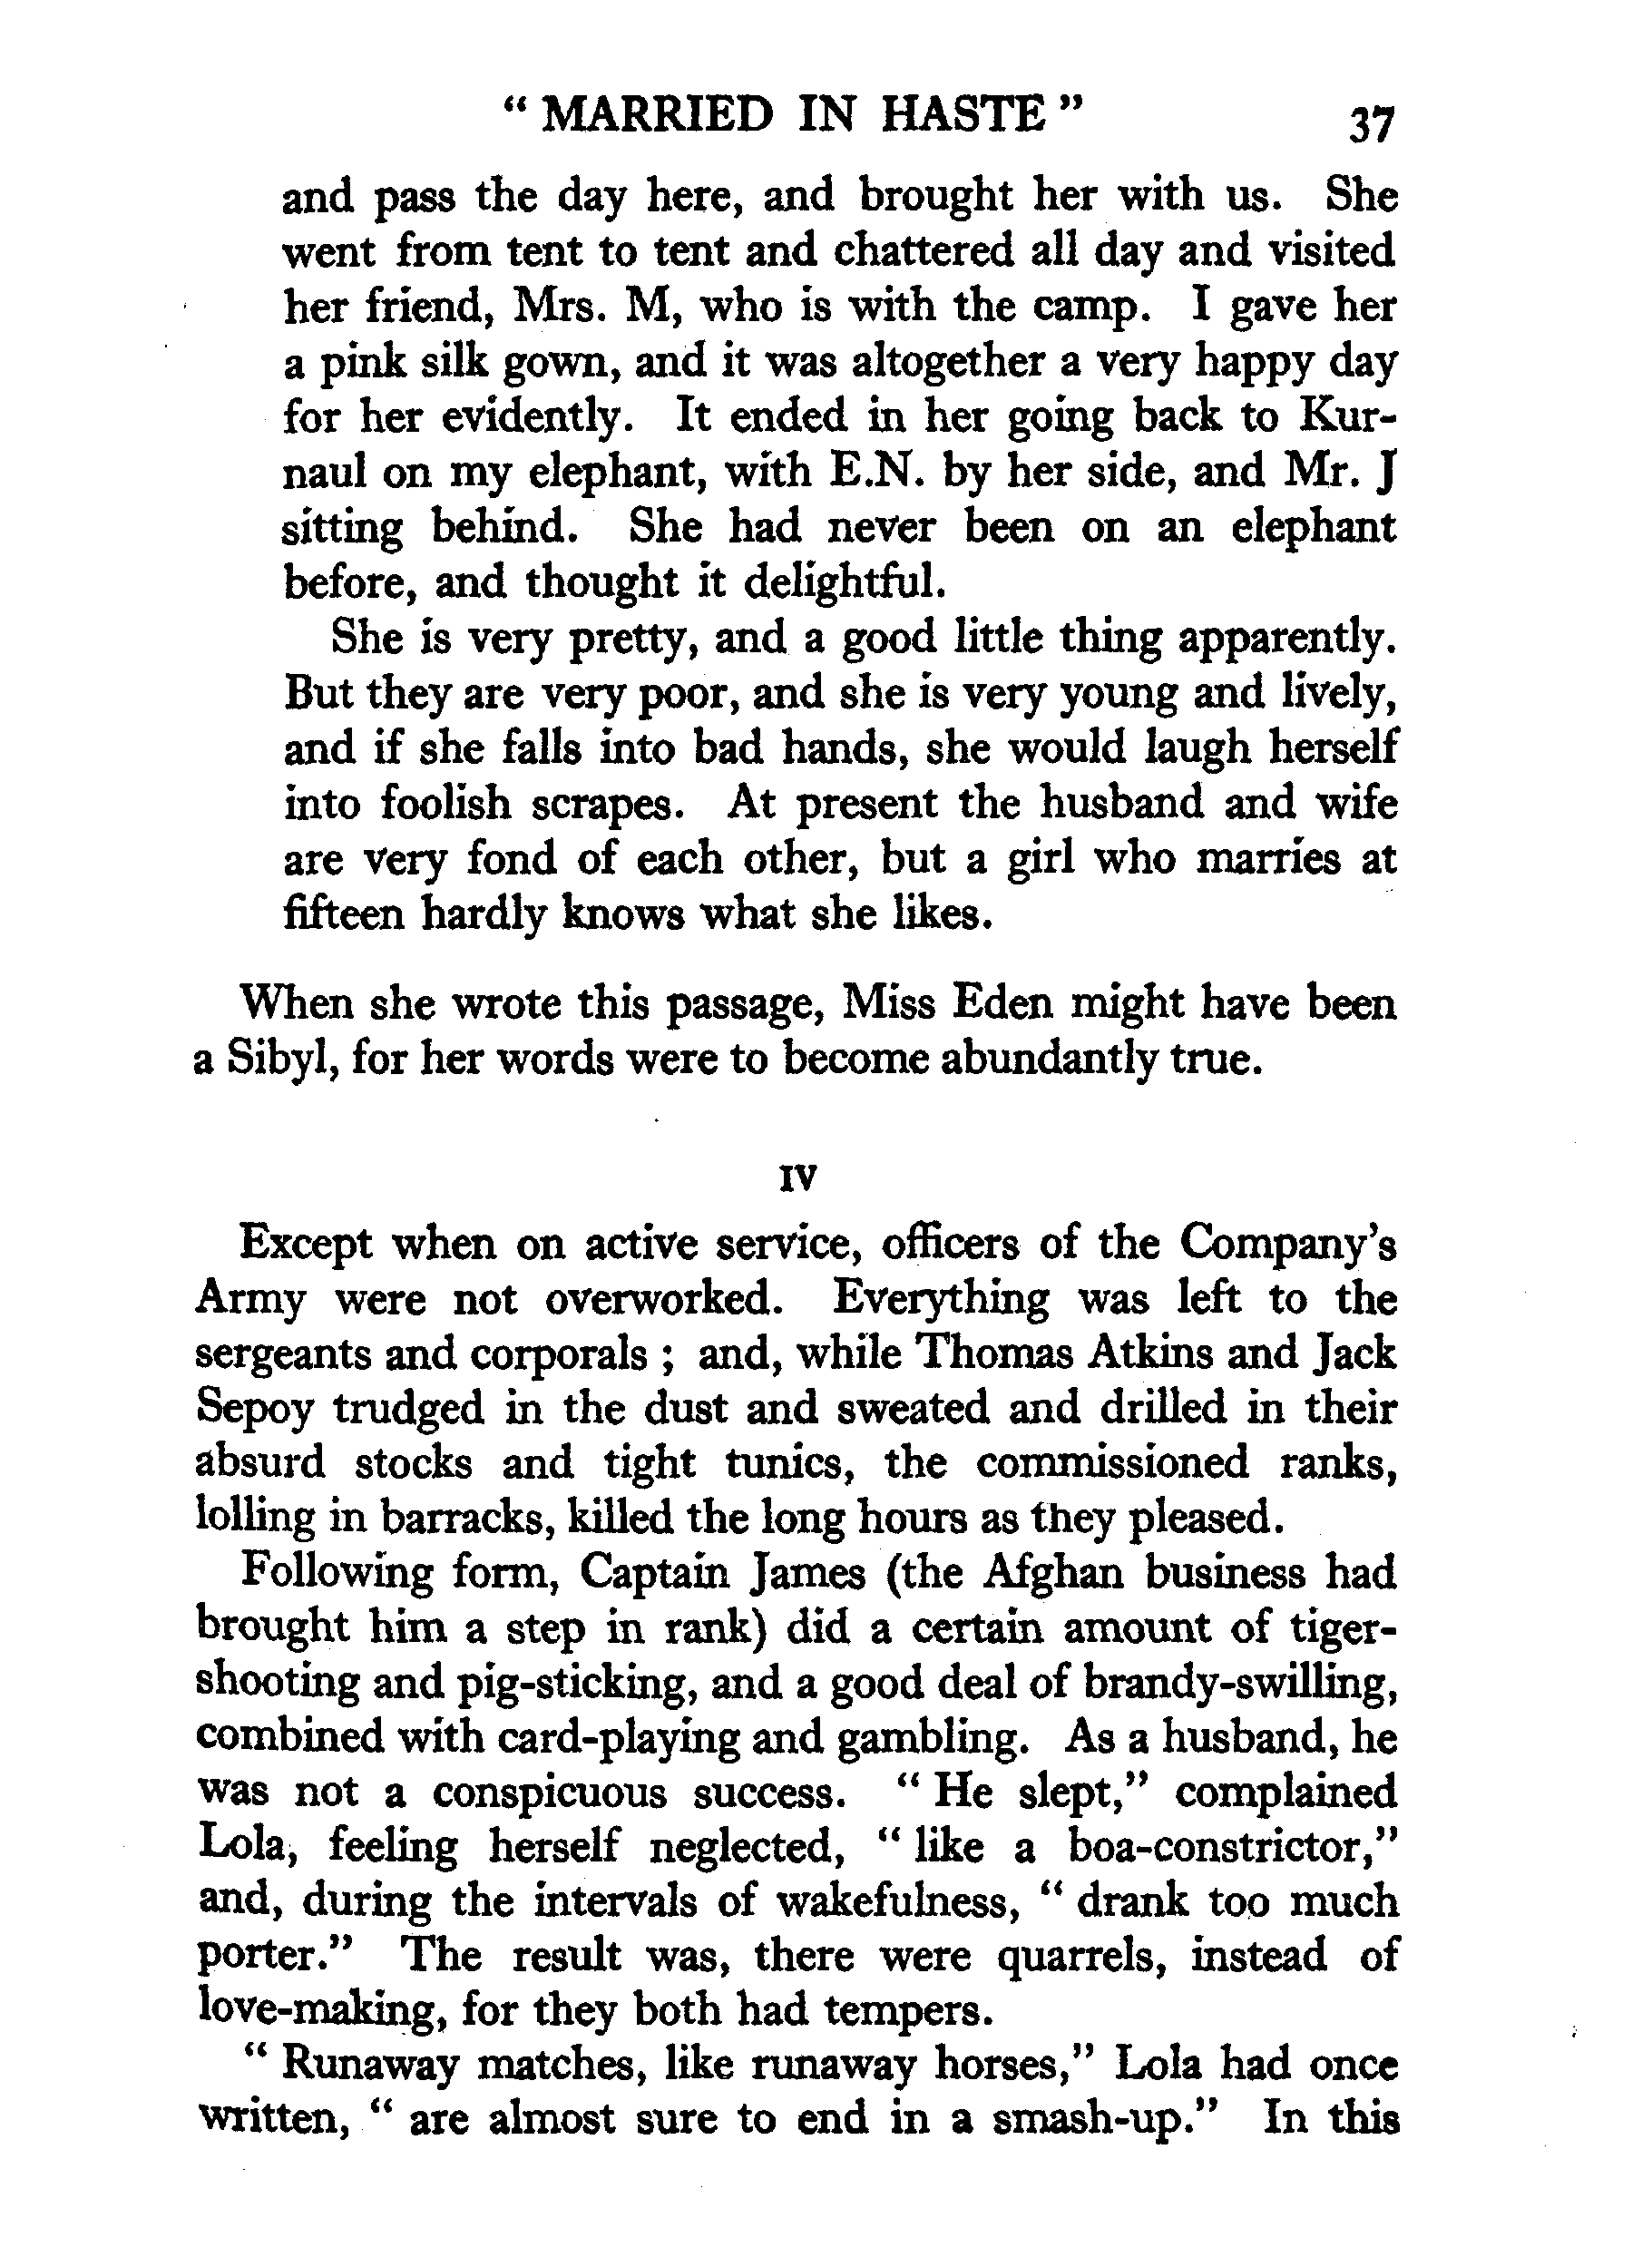 “ MARRIED IN HASTE ” 37
and pass the day here, and brought her with us. She
went from tent to tent and chattered all day and visited
her friend, Mrs. M, who is with the camp. I gave her
a pink silk gown, and it was altogether a very happy day
for her evidently. It ended in her going back to Kur-
naul on my elephant, with E.N. by her side, and Mr. J
sitting behind. She had never been on an elephant
before, and thought it delightful.
She is very pretty, and a good little thing apparently.
But they are very poor, and she is very young and lively,
and if she falls into bad hands, she would laugh herself
into foolish scrapes. At present the husband and wife
are very fond of each other, but a girl who marries at
fifteen hardly knows what she likes.
When she wrote this passage, Miss Eden might have been
a Sibyl, for her words were to become abundantly true.
IV
Except when on active service, officers of the Company's
Army were not overworked. Everything was left to the
sergeants and corporals ; and, while Thomas Atkins and Jack
Sepoy trudged in the dust and sweated and drilled in their
absurd stocks and tight tunics, the commissioned ranks,
lolling in barracks, killed the long hours as they pleased.
Following form, Captain James (the Afghan business had
brought him a step in rank) did a certain amount of tiger-
shooting and pig-sticking, and a good deal of brandy-swilling,
combined with card-playing and gambling. As a husband, he
was not a conspicuous success. “ He slept,” complained
Lola, feeling herself neglected, “ like a boa-constrictor,”
and, during the intervals of wakefulness, “ drank too much
porter.” The result was, there were quarrels, instead of
love-making, for they both had tempers.
“ Runaway matches, like runaway horses,” Lola had once
written, “ are almost sure to end in a smash-up.” In this